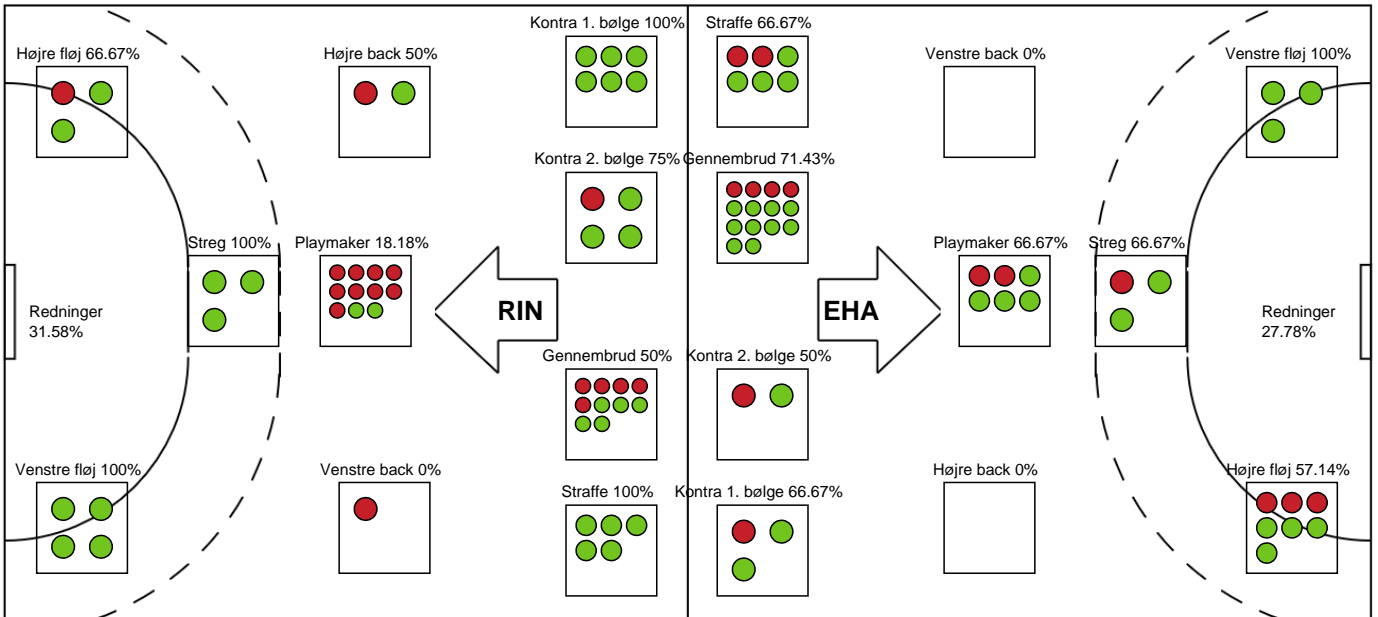 Kontra 1. bølge 100%
Straffe 66.67%
Højre fløj 66.67%
Højre back 50%
Venstre back 0%
Venstre fløj 100%
Kontra 2. bølge 75%
Gennembrud 71.43%
Streg 100%
Playmaker 18.18%
Playmaker 66.67%
Streg 66.67%
Redninger
31.58%
RIN
EHA
Redninger
27.78%
Gennembrud 50%
Kontra 2. bølge 50%
Venstre fløj 100%
Venstre back 0%
Højre back 0%
Højre fløj 57.14%
Straffe 100%
Kontra 1. bølge 66.67%